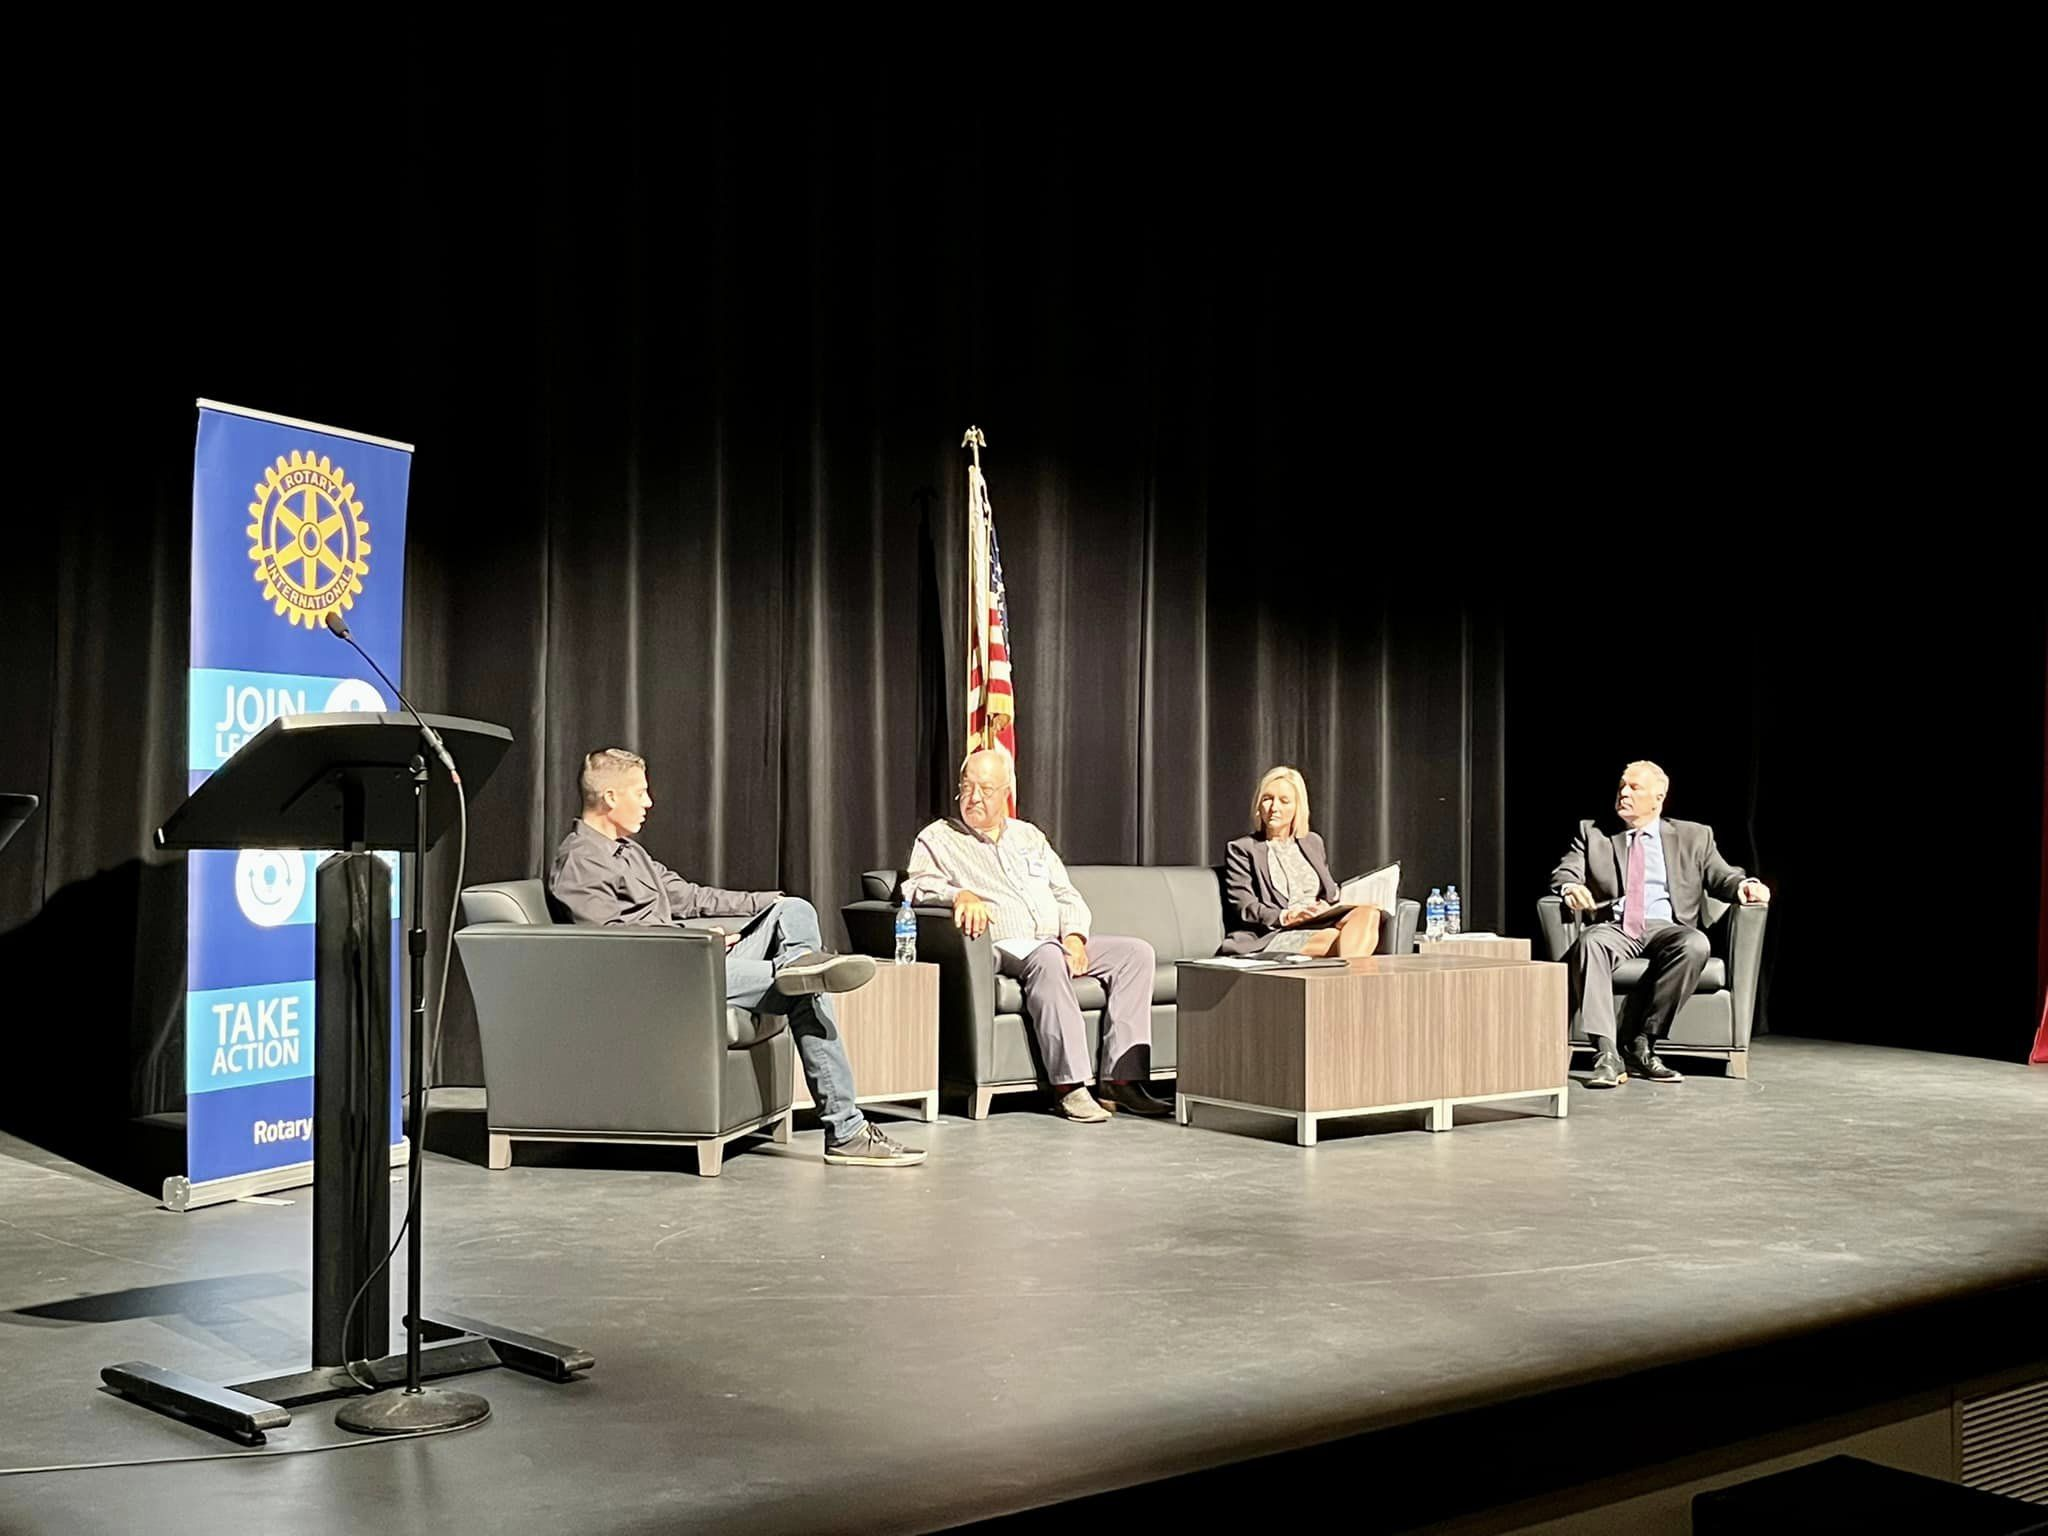 ROTARY
INTERNATIONAL
JOIN
TAKE
ACTION
Rotary